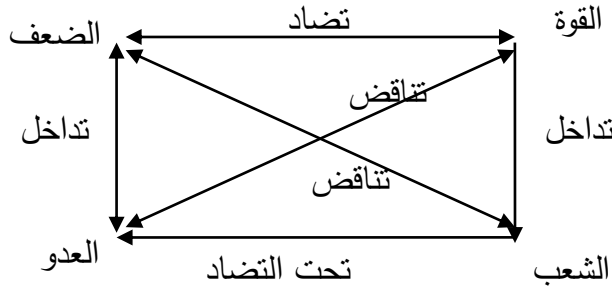 القوة
تضاد
الضعف
تناقض
تداخل
تداخل
تناقض
الشعب
تحت التضاد
العدو